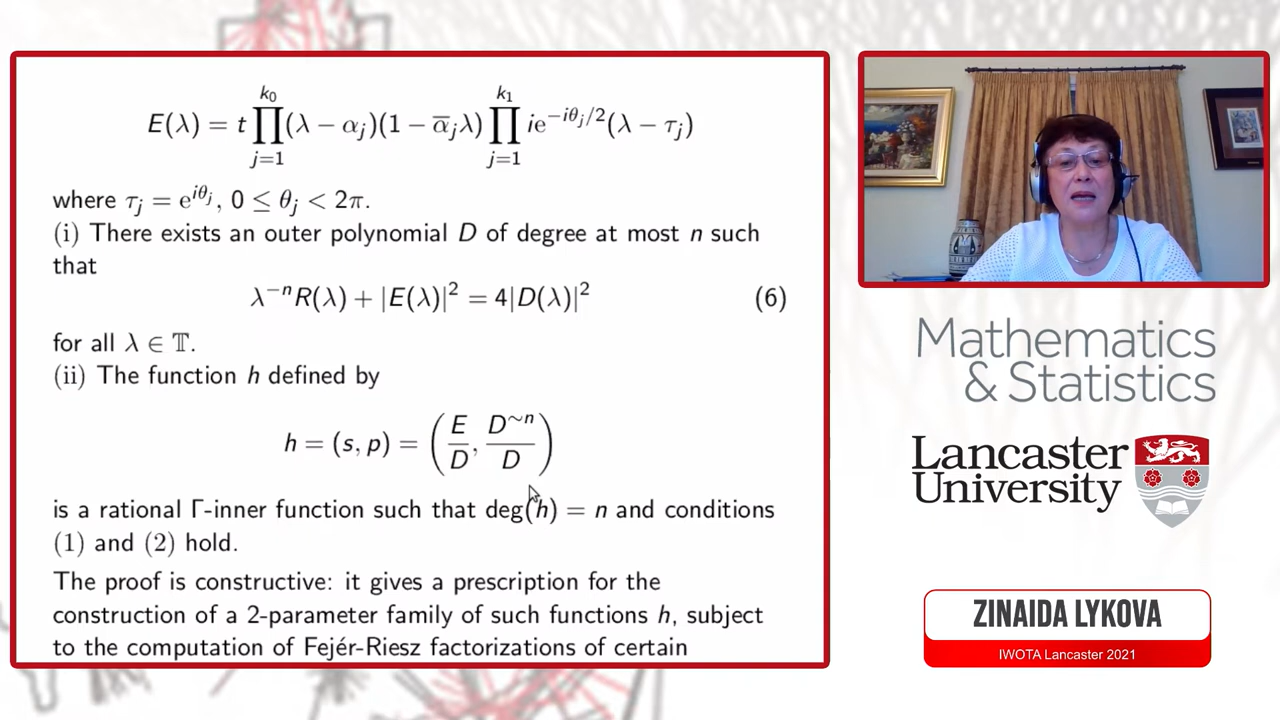 E(λ) = t ∏_{j=1}^{k₀} (λ − α_j)(1 − ᾱ_jλ) ∏_{j=1}^{k₁} ie^{−iθ_j/2}(λ − τ_j)
where τ_j = e^{iθ_j}, 0 ≤ θ_j < 2π.
(i) There exists an outer polynomial D of degree at most n such
that
λ^{−n}R(λ) + |E(λ)|² = 4|D(λ)|² (6)
for all λ ∈ 𝕋.
(ii) The function h defined by
h = (s, p) = (E/D, D^{∼n}/D)
is a rational Γ-inner function such that deg(h) = n and conditions
(1) and (2) hold.
The proof is constructive: it gives a prescription for the
construction of a 2-parameter family of such functions h, subject
to the computation of Fejér-Riesz factorizations of certain
Mathematics
& Statistics
Lancaster
University
ZINAIDA LYKOVA
IWOTA Lancaster 2021